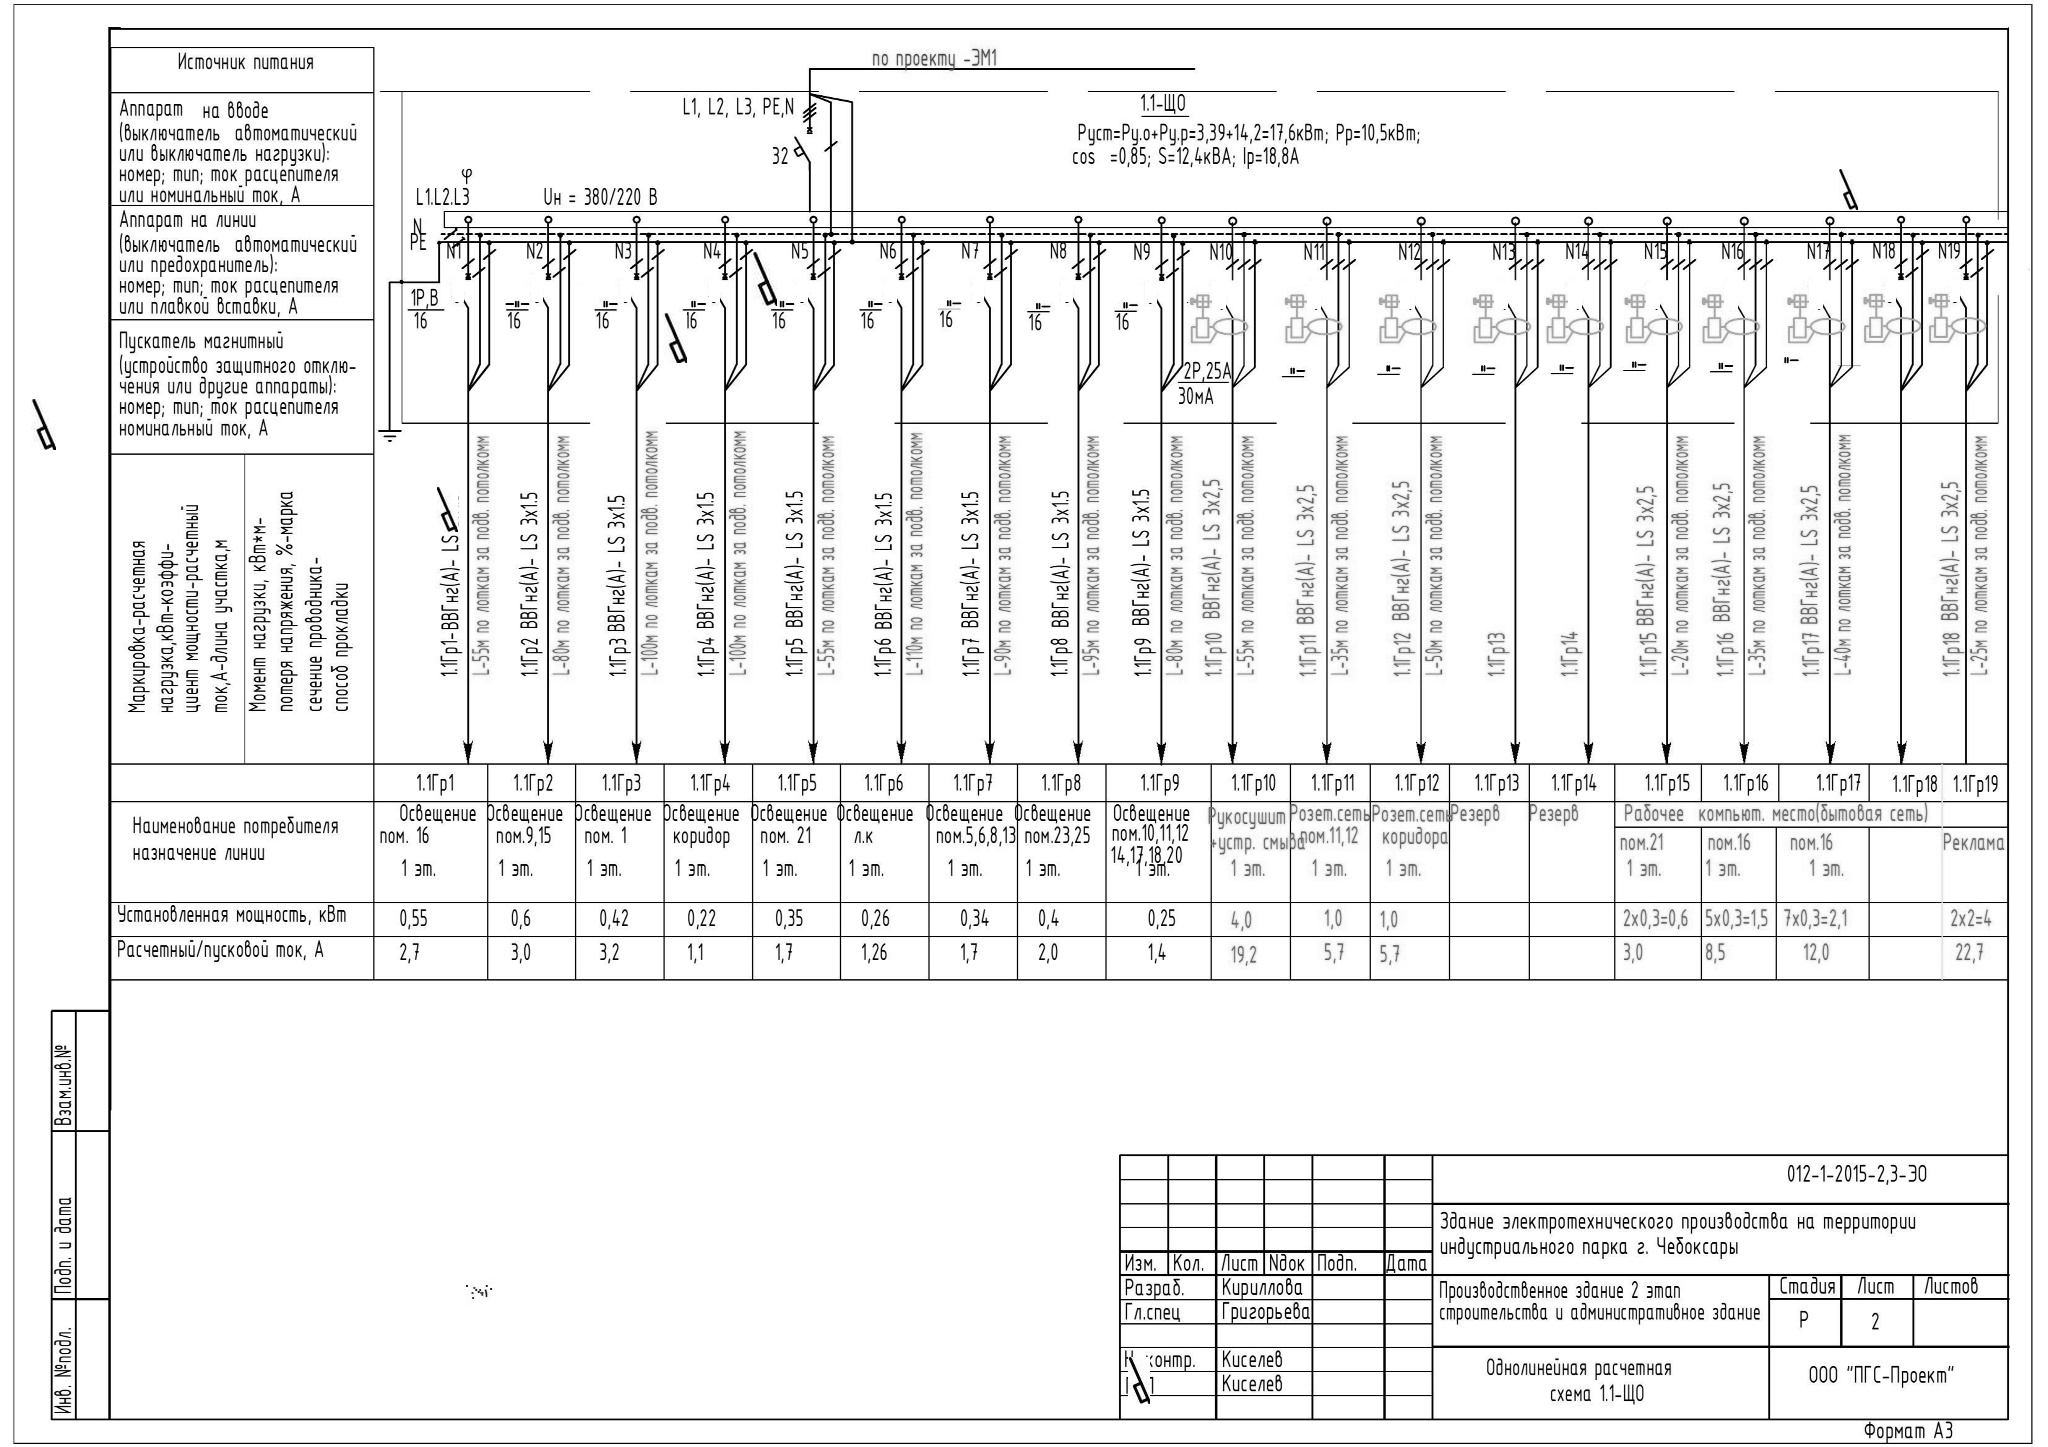 Источник питания
Аппарат на вводе
(выключатель автоматический
или выключатель нагрузки):
номер; тип; ток расцепителя
или номинальный ток, А
Аппарат на линии
(выключатель автоматический
или предохранитель):
номер; тип; ток расцепителя
или плавкой вставки, А
Пускатель магнитный
(устройство защитного отклю-
чения или другие аппараты):
номер; тип; ток расцепителя
номинальный ток, А
Маркировка-расчетная
нагрузка,кВт-коэффи-
циент мощности-расчетный
ток,А-длина участка,м
Момент нагрузки, кВт*м-
потеря напряжения, %-марка
сечение проводника-
способ прокладки
по проекту -ЭМ1
L1, L2, L3, PE,N
32
1.1-ЩО
Руст=Ру.о+Ру.р=3,39+14,2=17,6кВт; Рр=10,5кВт;
cos =0,85; S=12,4кВА; Iр=18,8А
φ
L1.L2.L3
Uн = 380/220 В
N
PE
N1 N2 N3 N4 N5 N6 N7 N8 N9 N10 N11 N12 N13 N14 N15 N16 N17 N18 N19
1Р,В
16
-"-
16
-"-
16
-"-
16
-"-
16
-"-
16
-"-
16
-"-
16
-"-
16
2Р,25А
30мА
-"- -"- -"- -"- -"- -"- -"-
1.1Гр1-ВВГнг(А)- LS
L-55м по лоткам за подв. потолкомм
1.1Гр2 ВВГнг(А)- LS 3х1.5
L-80м по лоткам за подв. потолкомм
1.1Гр3 ВВГнг(А)- LS 3х1.5
L-100м по лоткам за подв. потолкомм
1.1Гр4 ВВГнг(А)- LS 3х1.5
L-100м по лоткам за подв. потолкомм
1.1Гр5 ВВГнг(А)- LS 3х1.5
L-55м по лоткам за подв. потолкомм
1.1Гр6 ВВГнг(А)- LS 3х1.5
L-110м по лоткам за подв. потолкомм
1.1Гр7 ВВГнг(А)- LS 3х1.5
L-90м по лоткам за подв. потолкомм
1.1Гр8 ВВГнг(А)- LS 3х1.5
L-95м по лоткам за подв. потолкомм
1.1Гр9 ВВГнг(А)- LS 3х1.5
L-80м по лоткам за подв. потолкомм
1.1Гр10 ВВГнг(А)- LS 3х2,5
L-55м по лоткам за подв. потолкомм
1.1Гр11 ВВГнг(А)- LS 3х2,5
L-35м по лоткам за подв. потолкомм
1.1Гр12 ВВГнг(А)- LS 3х2,5
L-50м по лоткам за подв. потолкомм
1.1Гр13
1.1Гр14
1.1Гр15 ВВГнг(А)- LS 3х2,5
L-20м по лоткам за подв. потолкомм
1.1Гр16 ВВГнг(А)- LS 3х2,5
L-35м по лоткам за подв. потолкомм
1.1Гр17 ВВГнг(А)- LS 3х2,5
L-40м по лоткам за подв. потолкомм
1.1Гр18 ВВГнг(А)- LS 3х2,5
L-25м по лоткам за подв. потолкомм
1.1Гр1 1.1Гр2 1.1Гр3 1.1Гр4 1.1Гр5 1.1Гр6 1.1Гр7 1.1Гр8 1.1Гр9 1.1Гр10 1.1Гр11 1.1Гр12 1.1Гр13 1.1Гр14 1.1Гр15 1.1Гр16 1.1Гр17 1.1Гр18 1.1Гр19
Наименование потребителя
назначение линии
Освещение
пом. 16
1 эт.
Освещение
пом.9,15
1 эт.
Освещение
пом. 1
1 эт.
Освещение
коридор
1 эт.
Освещение
пом. 21
1 эт.
Освещение
л.к
1 эт.
Освещение
пом.5,6,8,13
1 эт.
Освещение
пом.23,25
1 эт.
Освещение
пом.10,11,12
14,17,18,20
1 эт.
Рукосушит
+устр. смыва
1 эт.
Розет.сеть
пом.11,12
1 эт.
Розет.сеть
коридора
1 эт.
Резерв
Резерв
Рабочее компьют. место(бытовая сеть)
пом.21
1 эт.
пом.16
1 эт.
пом.16
1 эт.
Реклама
Установленная мощность, кВт 0,55 0,6 0,42 0,22 0,35 0,26 0,34 0,4 0,25 4,0 1,0 1,0 2х0,3=0,6 5х0,3=1,5 7х0,3=2,1 2х2=4
Расчетный/пусковой ток, А 2,7 3,0 3,2 1,1 1,7 1,26 1,7 2,0 1,4 19,2 5,7 5,7 3,0 8,5 12,0 22,7
Взам.инв.№
Подп. и дата
Инв. №подл.
012-1-2015-2,3-ЭО
Здание электротехнического производства на территории
индустриального парка г. Чебоксары
Изм. Кол. Лист Nдок Подп. Дата
Разраб. Кириллова
Гл.спец Григорьева
контр. Киселев
Киселев
Производственное здание 2 этап
строительства и административное здание
Стадия Лист Листов
Р 2
Однолинейная расчетная
схема 1.1-ЩО
ООО "ПГС-Проект"
Формат А3